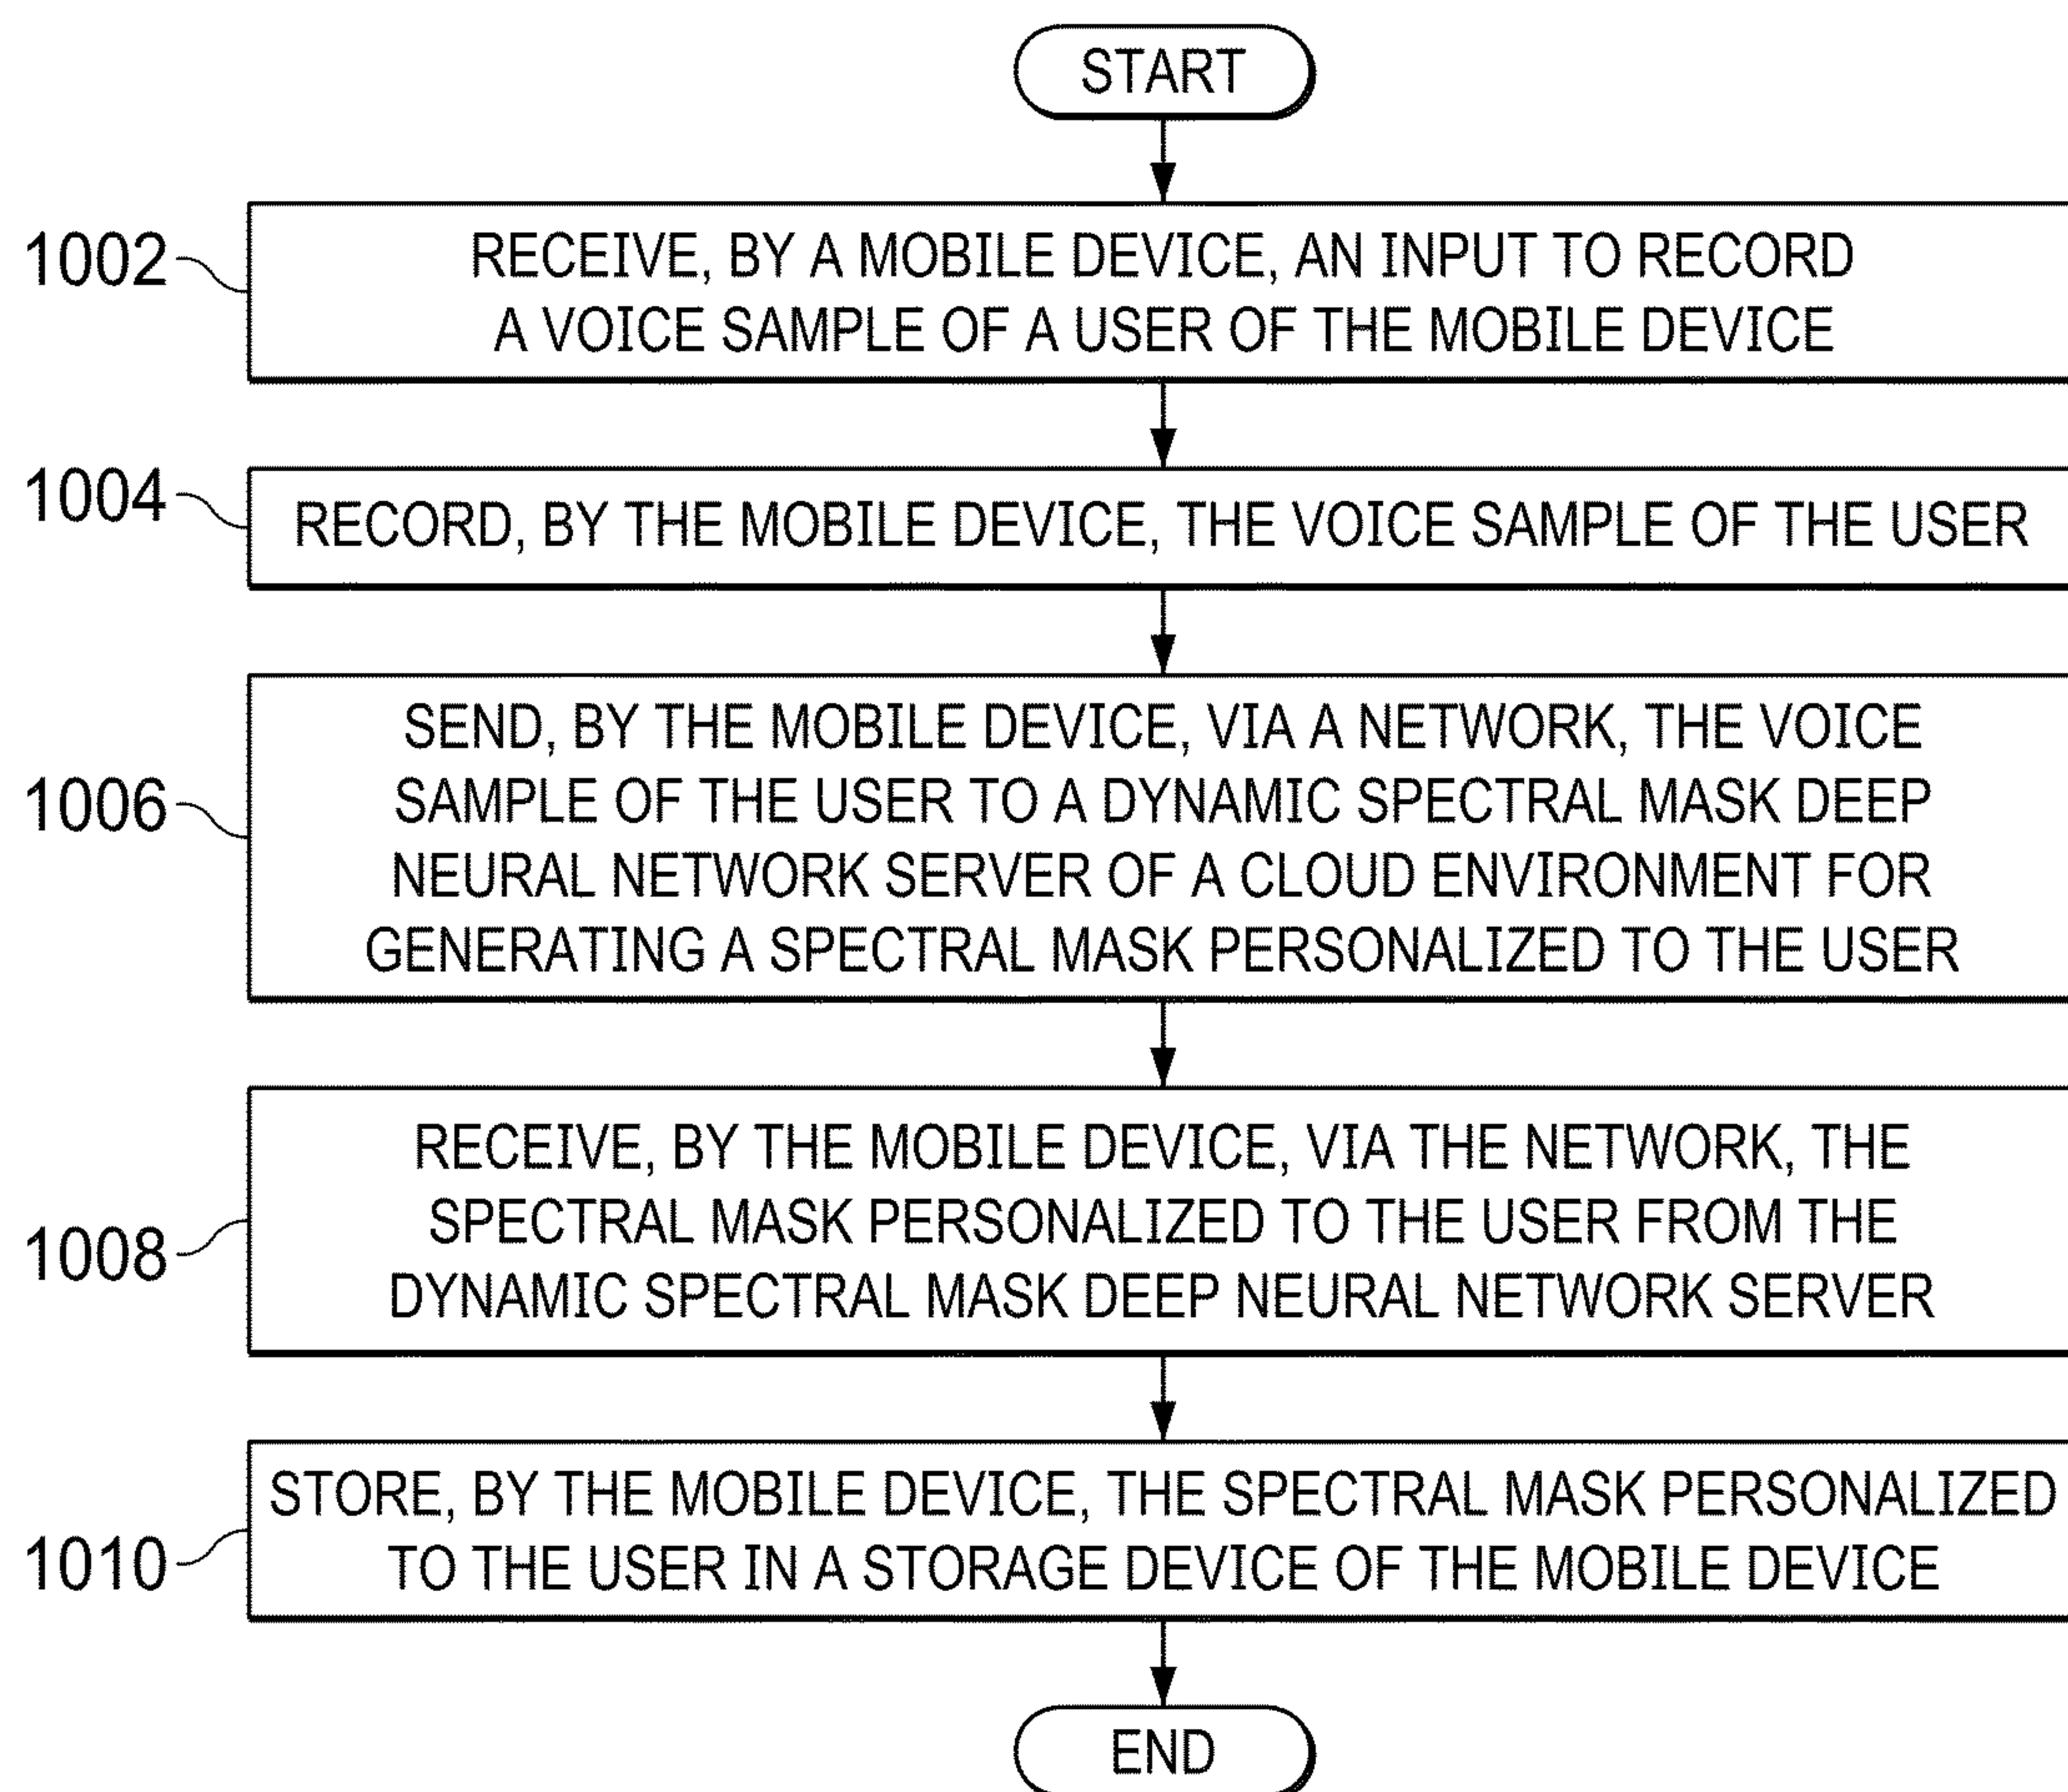 START
1002
RECEIVE, BY A MOBILE DEVICE, AN INPUT TO RECORD
A VOICE SAMPLE OF A USER OF THE MOBILE DEVICE
1004
RECORD, BY THE MOBILE DEVICE, THE VOICE SAMPLE OF THE USER
1006
SEND, BY THE MOBILE DEVICE, VIA A NETWORK, THE VOICE
SAMPLE OF THE USER TO A DYNAMIC SPECTRAL MASK DEEP
NEURAL NETWORK SERVER OF A CLOUD ENVIRONMENT FOR
GENERATING A SPECTRAL MASK PERSONALIZED TO THE USER
1008
RECEIVE, BY THE MOBILE DEVICE, VIA THE NETWORK, THE
SPECTRAL MASK PERSONALIZED TO THE USER FROM THE
DYNAMIC SPECTRAL MASK DEEP NEURAL NETWORK SERVER
1010
STORE, BY THE MOBILE DEVICE, THE SPECTRAL MASK PERSONALIZED
TO THE USER IN A STORAGE DEVICE OF THE MOBILE DEVICE
END